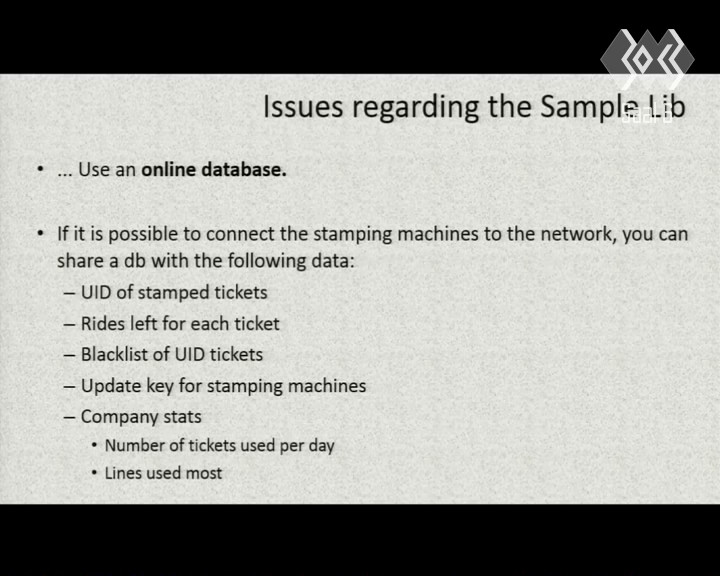 Issues regarding the Sample Lib
• ... Use an online database.
• If it is possible to connect the stamping machines to the network, you can
share a db with the following data:
– UID of stamped tickets
– Rides left for each ticket
– Blacklist of UID tickets
– Update key for stamping machines
– Company stats
• Number of tickets used per day
• Lines used most